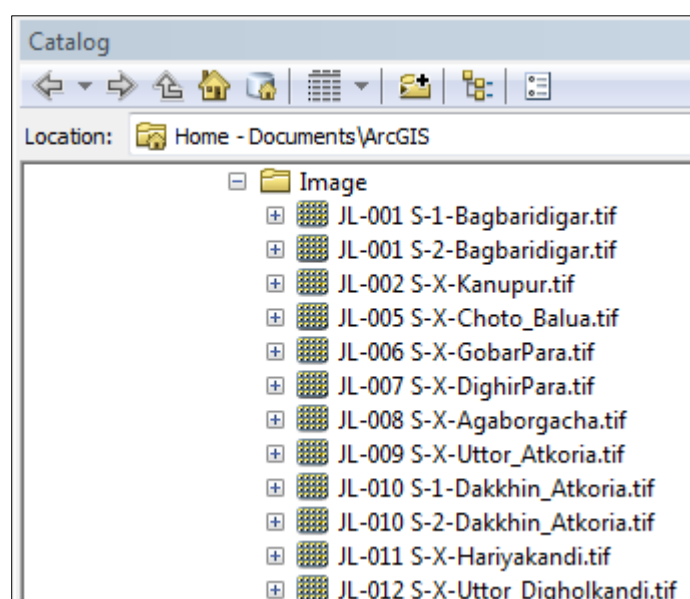 Catalog
Location: Home - Documents\ArcGIS
Image
JL-001 S-1-Bagbaridigar.tif
JL-001 S-2-Bagbaridigar.tif
JL-002 S-X-Kanupur.tif
JL-005 S-X-Choto_Balua.tif
JL-006 S-X-GobarPara.tif
JL-007 S-X-DighirPara.tif
JL-008 S-X-Agaborgacha.tif
JL-009 S-X-Uttor_Atkoria.tif
JL-010 S-1-Dakkhin_Atkoria.tif
JL-010 S-2-Dakkhin_Atkoria.tif
JL-011 S-X-Hariyakandi.tif
JL-012 S-X-Uttor_Digholkandi.tif